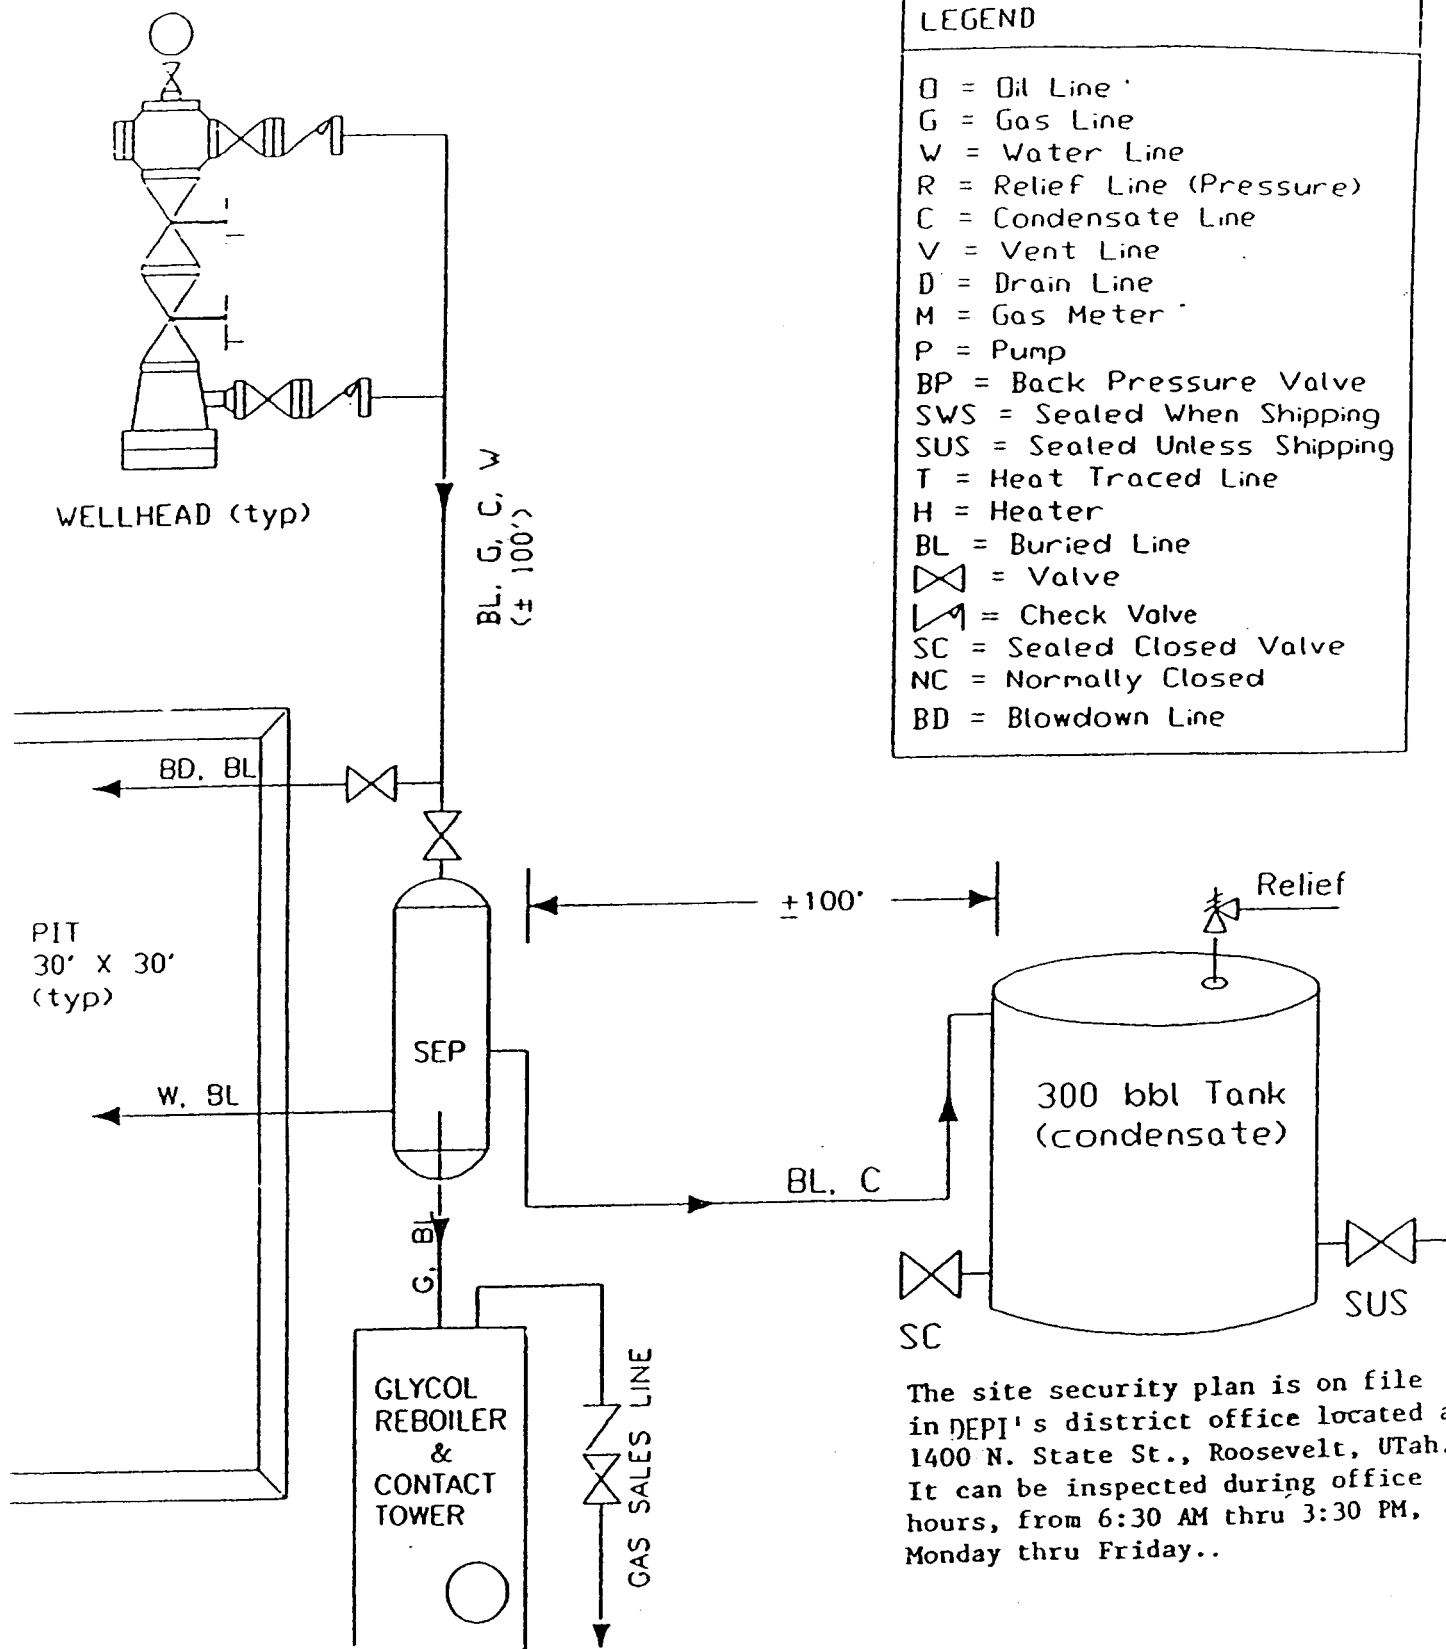 LEGEND
O = Oil Line
G = Gas Line
W = Water Line
R = Relief Line (Pressure)
C = Condensate Line
V = Vent Line
D = Drain Line
M = Gas Meter
P = Pump
BP = Back Pressure Valve
SWS = Sealed When Shipping
SUS = Sealed Unless Shipping
T = Heat Traced Line
H = Heater
BL = Buried Line
= Valve
= Check Valve
SC = Sealed Closed Valve
NC = Normally Closed
BD = Blowdown Line
WELLHEAD (typ)
BL, G, C, W
(± 100')
BD, BL
PIT
30' X 30'
(typ)
±100'
Relief
SEP
W, BL
300 bbl Tank
(condensate)
BL, C
G, BL
SC
SUS
GLYCOL
REBOILER
&
CONTACT
TOWER
GAS SALES LINE
The site security plan is on file
in DEPI's district office located a
1400 N. State St., Roosevelt, UTah.
It can be inspected during office
hours, from 6:30 AM thru 3:30 PM,
Monday thru Friday..